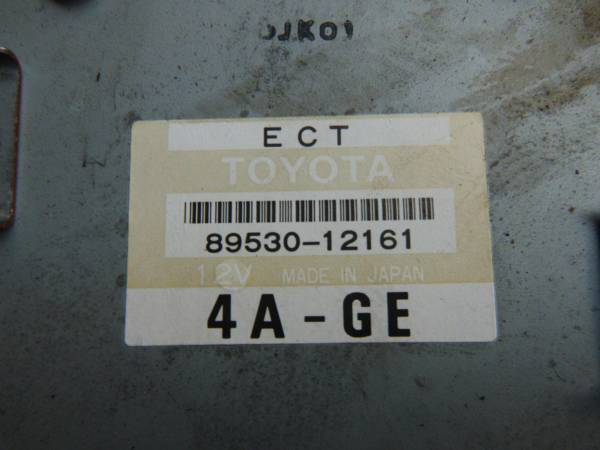 ECT
TOYOTA
89530-12161
12V MADE IN JAPAN
4A-GE